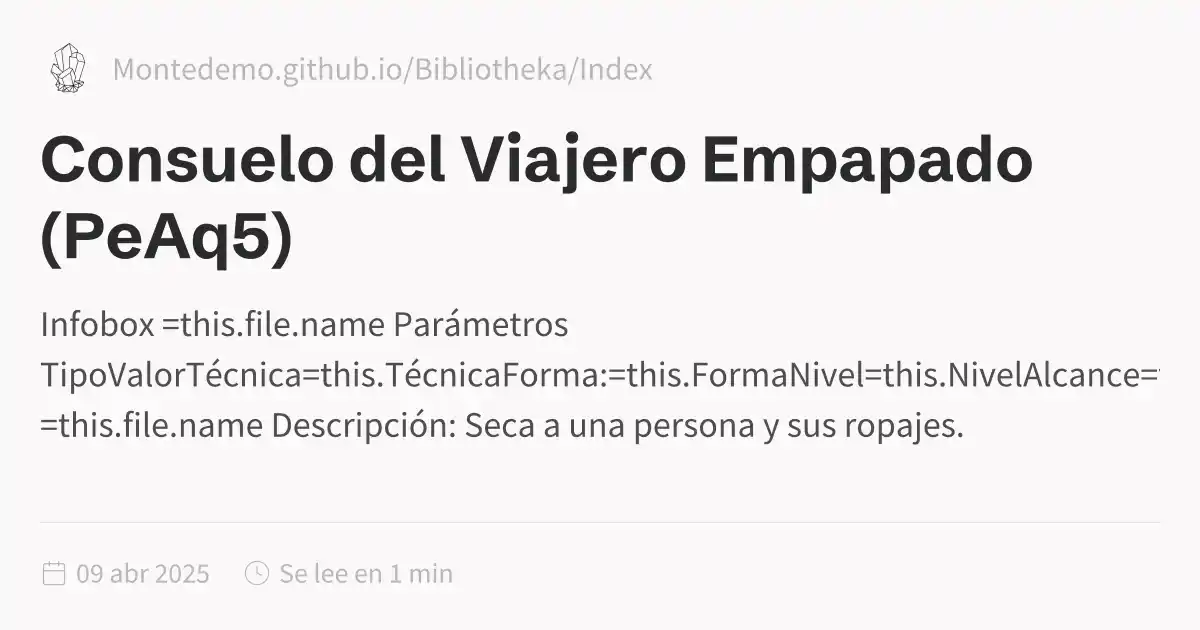 Montedemo.github.io/Bibliotheka/Index
Consuelo del Viajero Empapado
(PeAq5)
Infobox =this.file.name Parámetros
TipoValorTécnica=this.TécnicaForma:=this.FormaNivel=this.NivelAlcance=
=this.file.name Descripción: Seca a una persona y sus ropajes.
09 abr 2025
Se lee en 1 min